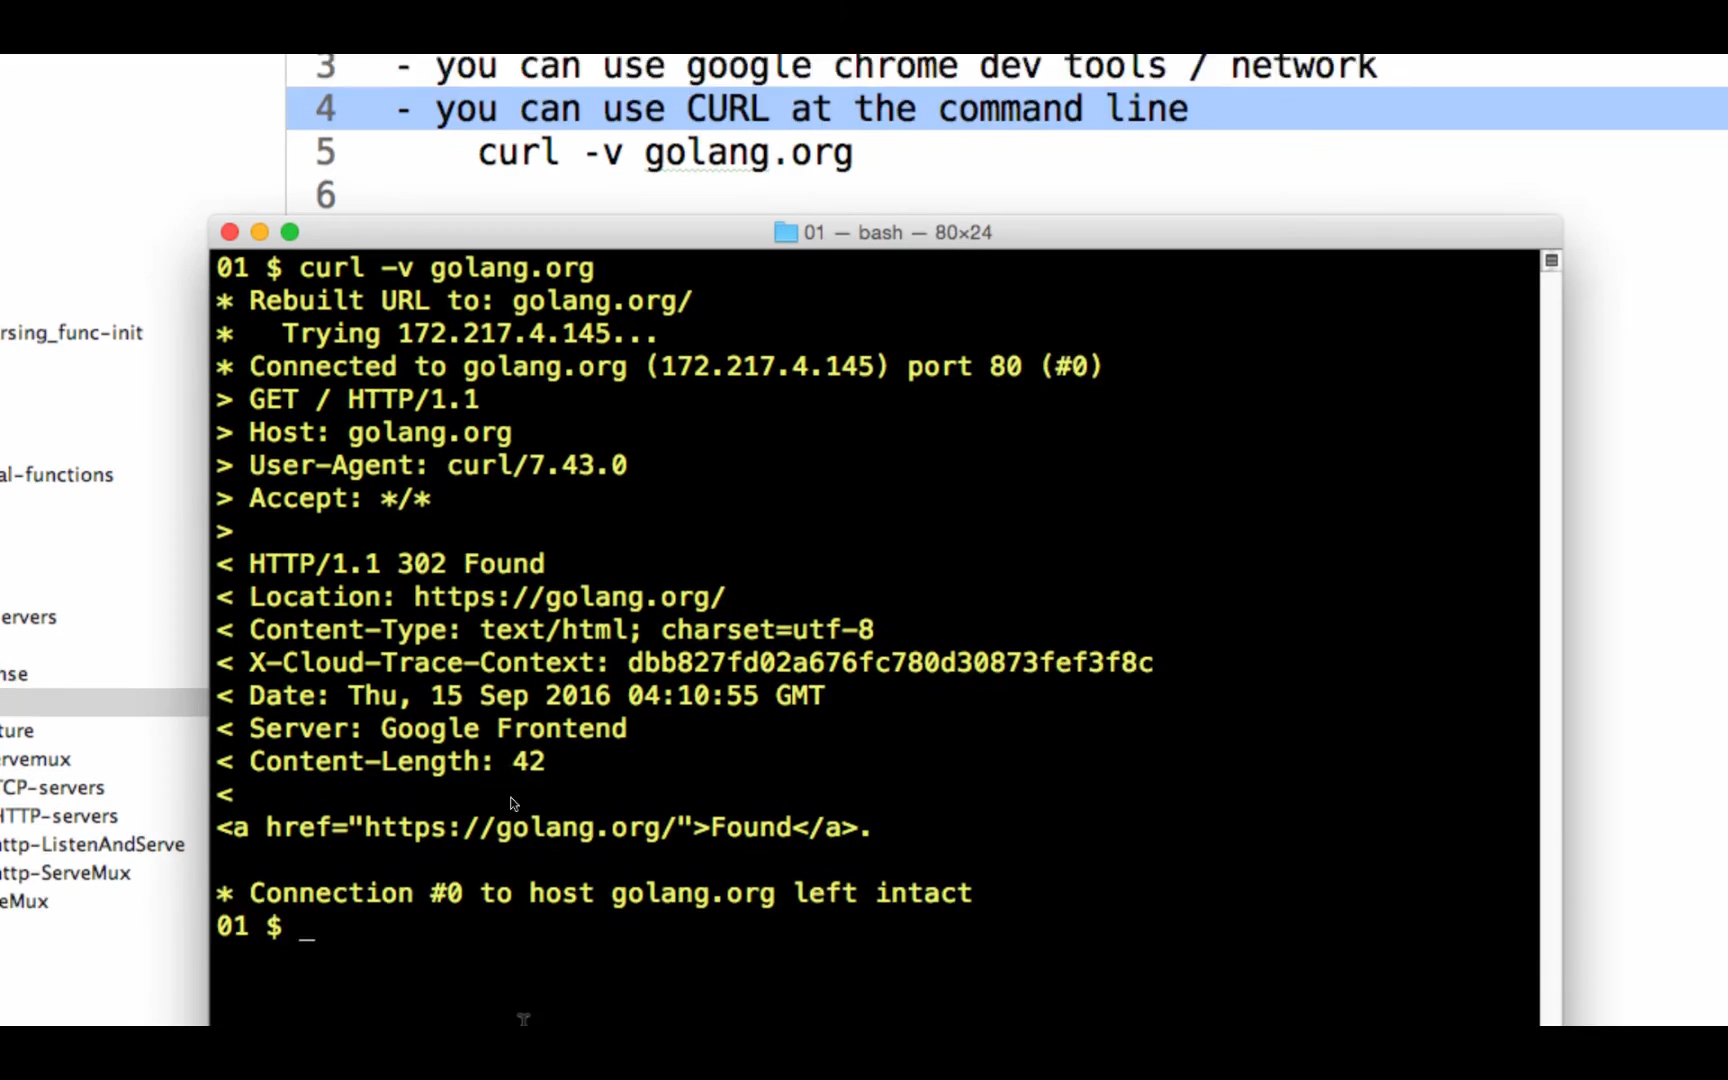 3 - you can use google chrome dev tools / network
4 - you can use CURL at the command line
5 curl -v golang.org
6
01 — bash — 80×24
01 $ curl -v golang.org
* Rebuilt URL to: golang.org/
* Trying 172.217.4.145...
* Connected to golang.org (172.217.4.145) port 80 (#0)
> GET / HTTP/1.1
> Host: golang.org
> User-Agent: curl/7.43.0
> Accept: */*
>
< HTTP/1.1 302 Found
< Location: https://golang.org/
< Content-Type: text/html; charset=utf-8
< X-Cloud-Trace-Context: dbb827fd02a676fc780d30873fef3f8c
< Date: Thu, 15 Sep 2016 04:10:55 GMT
< Server: Google Frontend
< Content-Length: 42
<
<a href="https://golang.org/">Found</a>.
* Connection #0 to host golang.org left intact
01 $ _
rsing_func-init
al-functions
ervers
nse
ture
rvemux
TCP-servers
HTTP-servers
ttp-ListenAndServe
ttp-ServeMux
eMux